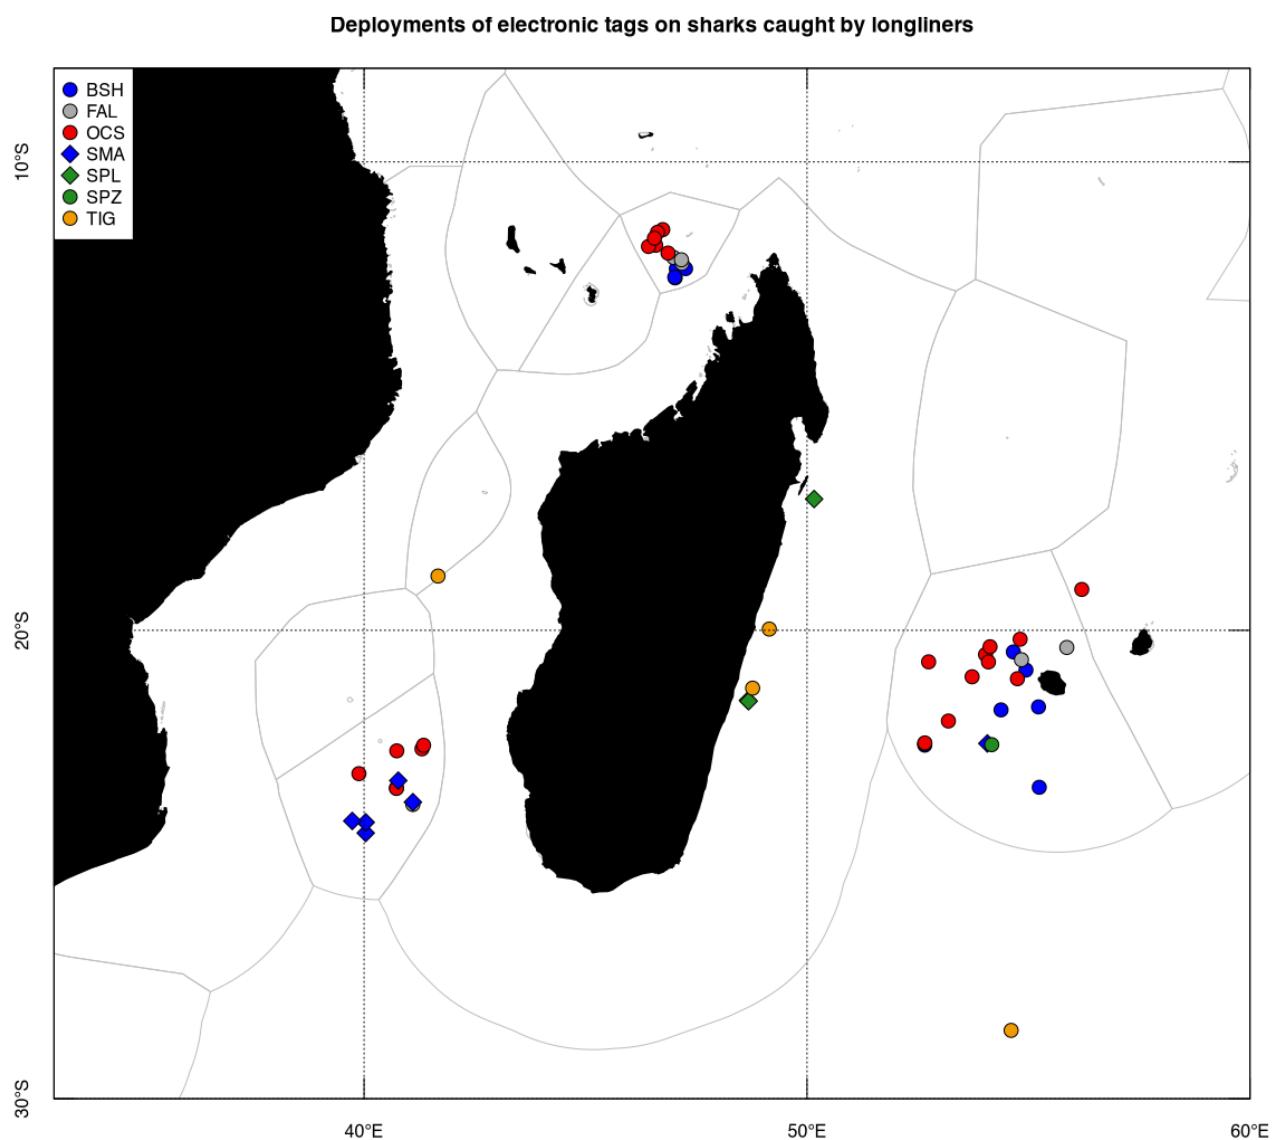 Deployments of electronic tags on sharks caught by longliners
BSH
FAL
OCS
SMA
SPL
SPZ
TIG
10°S
20°S
30°S
40°E
50°E
60°E